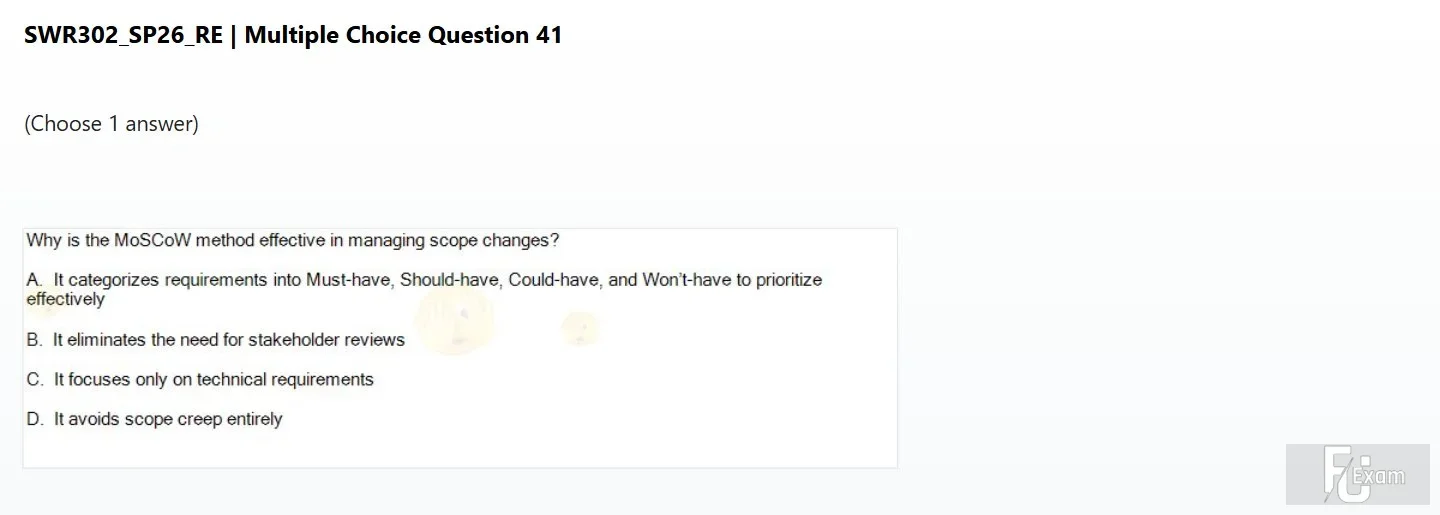 SWR302_SP26_RE | Multiple Choice Question 41
(Choose 1 answer)
Why is the MoSCoW method effective in managing scope changes?
A. It categorizes requirements into Must-have, Should-have, Could-have, and Won't-have to prioritize
effectively
B. It eliminates the need for stakeholder reviews
C. It focuses only on technical requirements
D. It avoids scope creep entirely
FU Exam